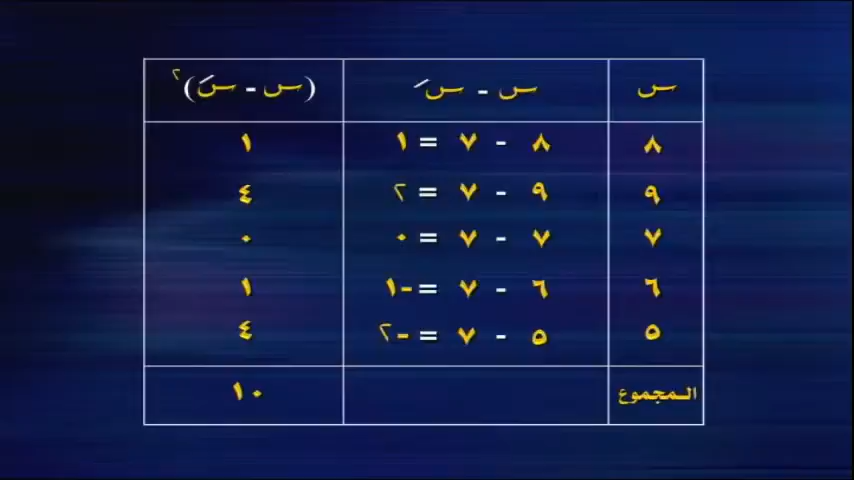 س س - سَ (س - سَ)٢
٨ ٨ - ٧ = ١ ١
٩ ٩ - ٧ = ٢ ٤
٧ ٧ - ٧ = ٠ ٠
٦ ٦ - ٧ = -١ ١
٥ ٥ - ٧ = -٢ ٤
المجموع ١٠